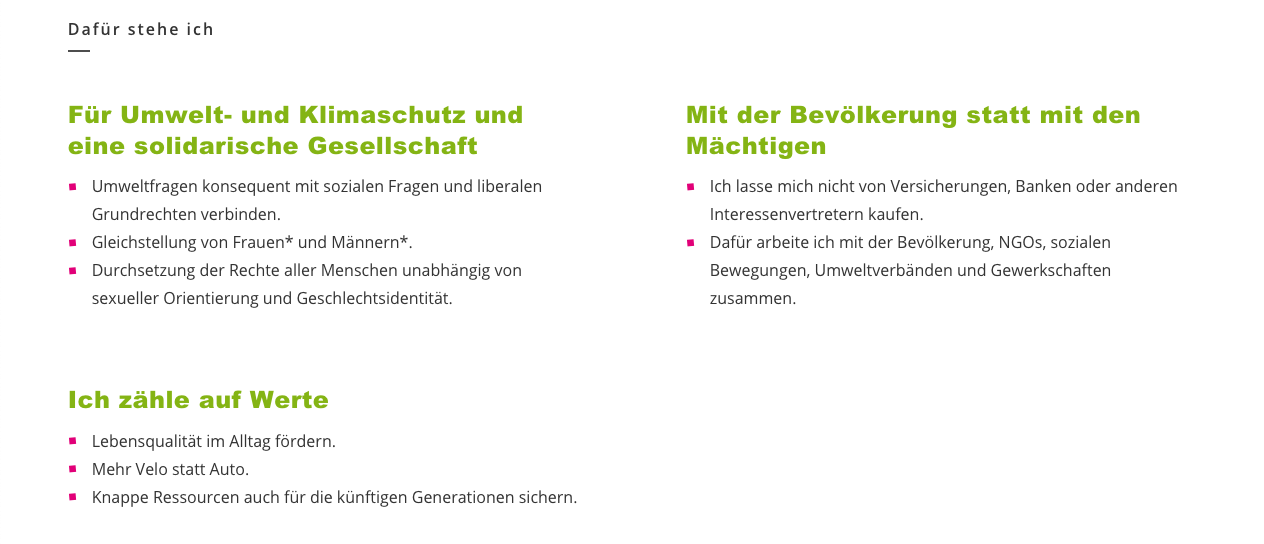 Dafür stehe ich
Für Umwelt- und Klimaschutz und
eine solidarische Gesellschaft
Umweltfragen konsequent mit sozialen Fragen und liberalen
Grundrechten verbinden.
Gleichstellung von Frauen* und Männern*.
Durchsetzung der Rechte aller Menschen unabhängig von
sexueller Orientierung und Geschlechtsidentität.
Mit der Bevölkerung statt mit den
Mächtigen
Ich lasse mich nicht von Versicherungen, Banken oder anderen
Interessenvertretern kaufen.
Dafür arbeite ich mit der Bevölkerung, NGOs, sozialen
Bewegungen, Umweltverbänden und Gewerkschaften
zusammen.
Ich zähle auf Werte
Lebensqualität im Alltag fördern.
Mehr Velo statt Auto.
Knappe Ressourcen auch für die künftigen Generationen sichern.